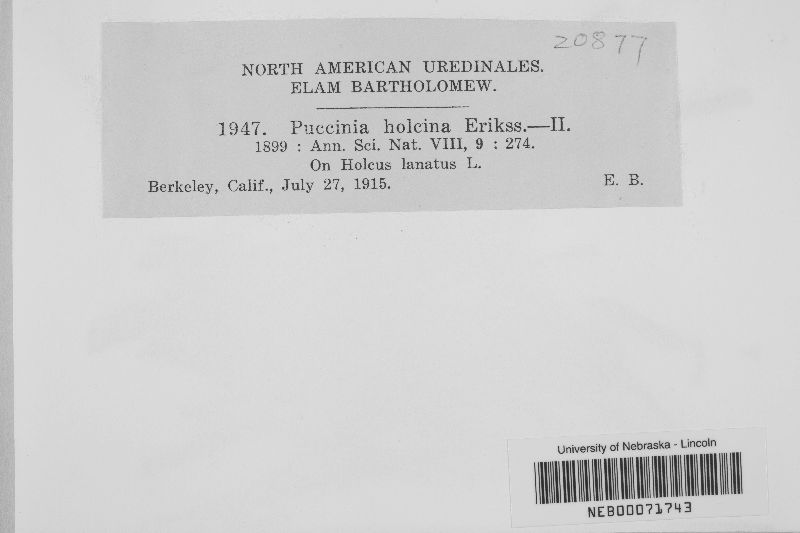 20877
NORTH AMERICAN UREDINALES.
ELAM BARTHOLOMEW.
1947. Puccinia holcina Erikss.—II.
1899 : Ann. Sci. Nat. VIII, 9 : 274.
On Holcus lanatus L.
Berkeley, Calif., July 27, 1915. E. B.
University of Nebraska - Lincoln
NEB00071743